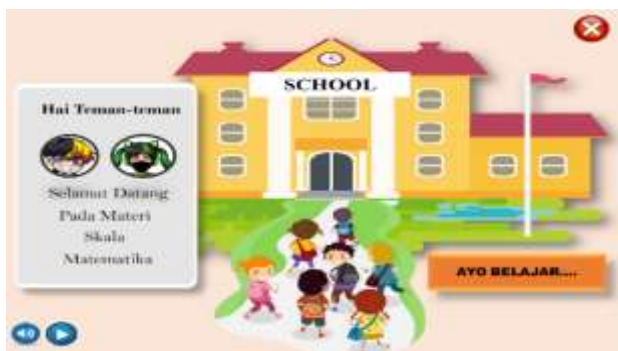 SCHOOL
Hai Teman-teman
Selamat Datang
Pada Materi
Skala
Matematika
AYO BELAJAR....